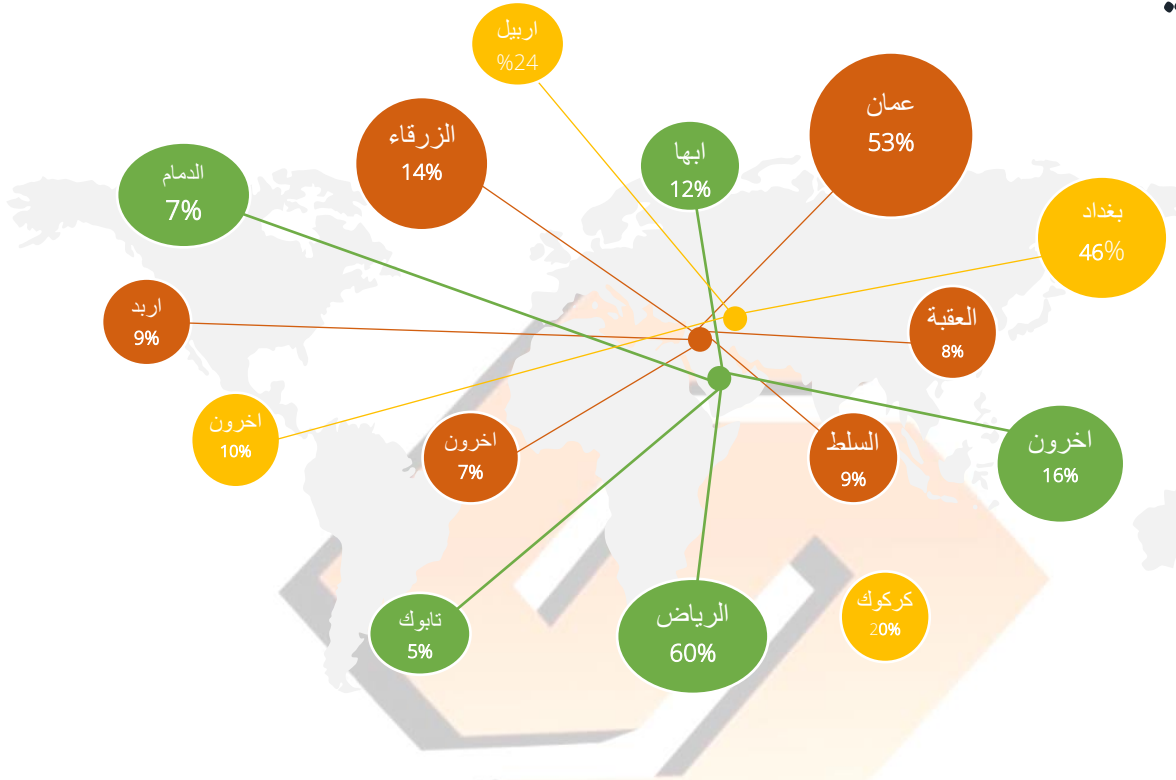 اربيل
%24
عمان
53%
الزرقاء
14%
ابها
12%
الدمام
7%
بغداد
46%
اربد
9%
العقبة
8%
اخرون
10%
اخرون
7%
السلط
9%
اخرون
16%
كركوك
20%
تابوك
5%
الرياض
60%